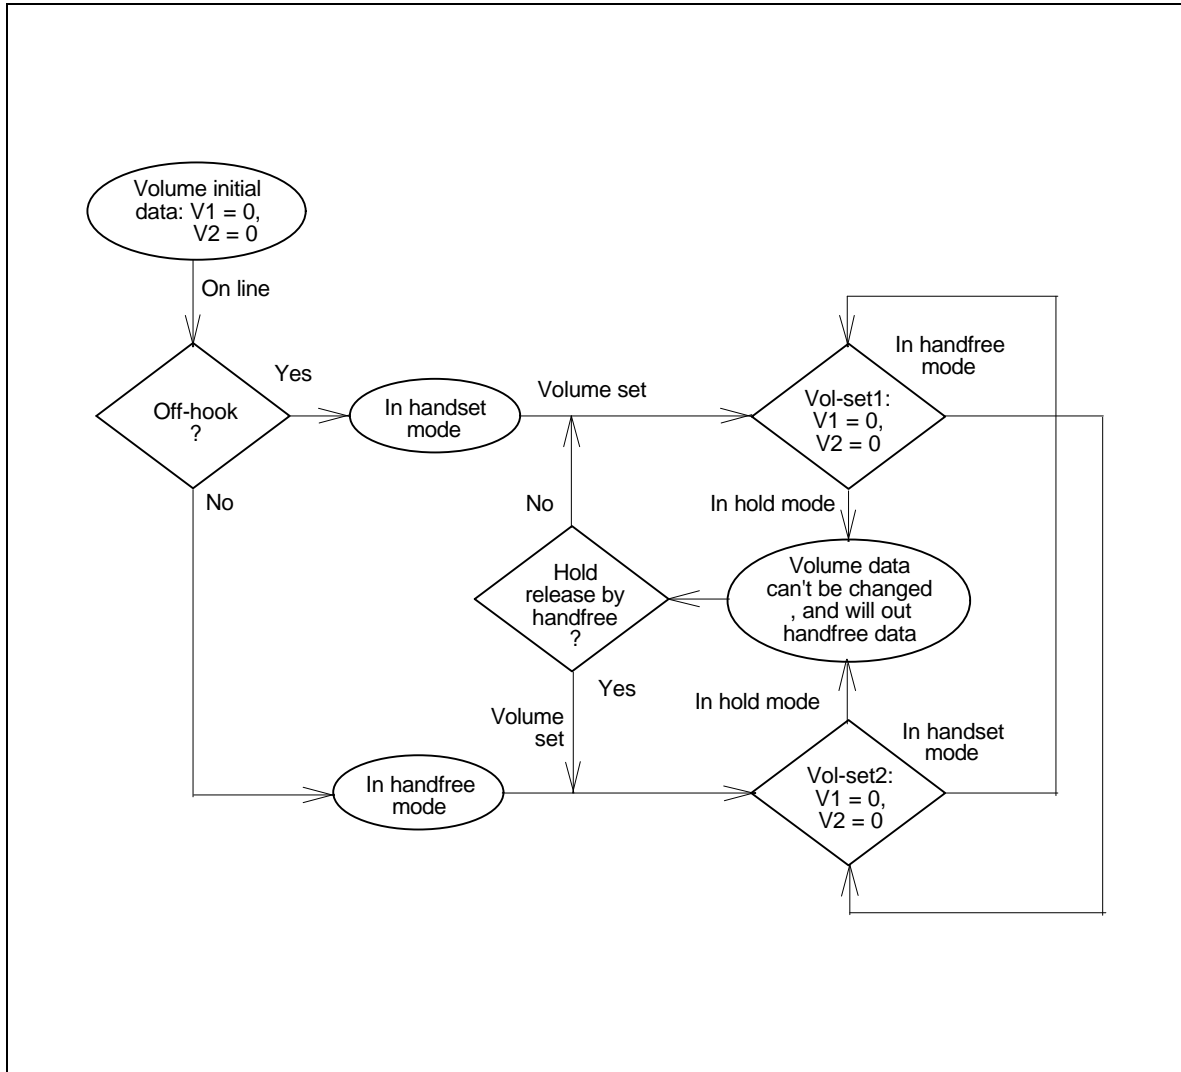 Volume initial
data: V1 = 0,
V2 = 0
On line
Off-hook
?
Yes
No
In handset
mode
Volume set
Vol-set1:
V1 = 0,
V2 = 0
In handfree
mode
In hold mode
No
Hold
release by
handfree
?
Volume data
can't be changed
, and will out
handfree data
Yes
Volume
set
In hold mode
In handset
mode
In handfree
mode
Vol-set2:
V1 = 0,
V2 = 0